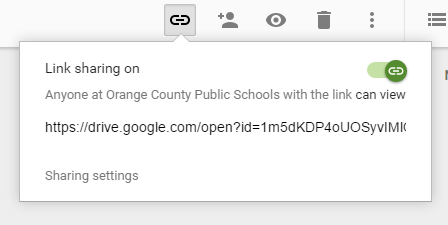 Link sharing on
Anyone at Orange County Public Schools with the link can view
https://drive.google.com/open?id=1m5dKDP4oUOSyvIMI
Sharing settings